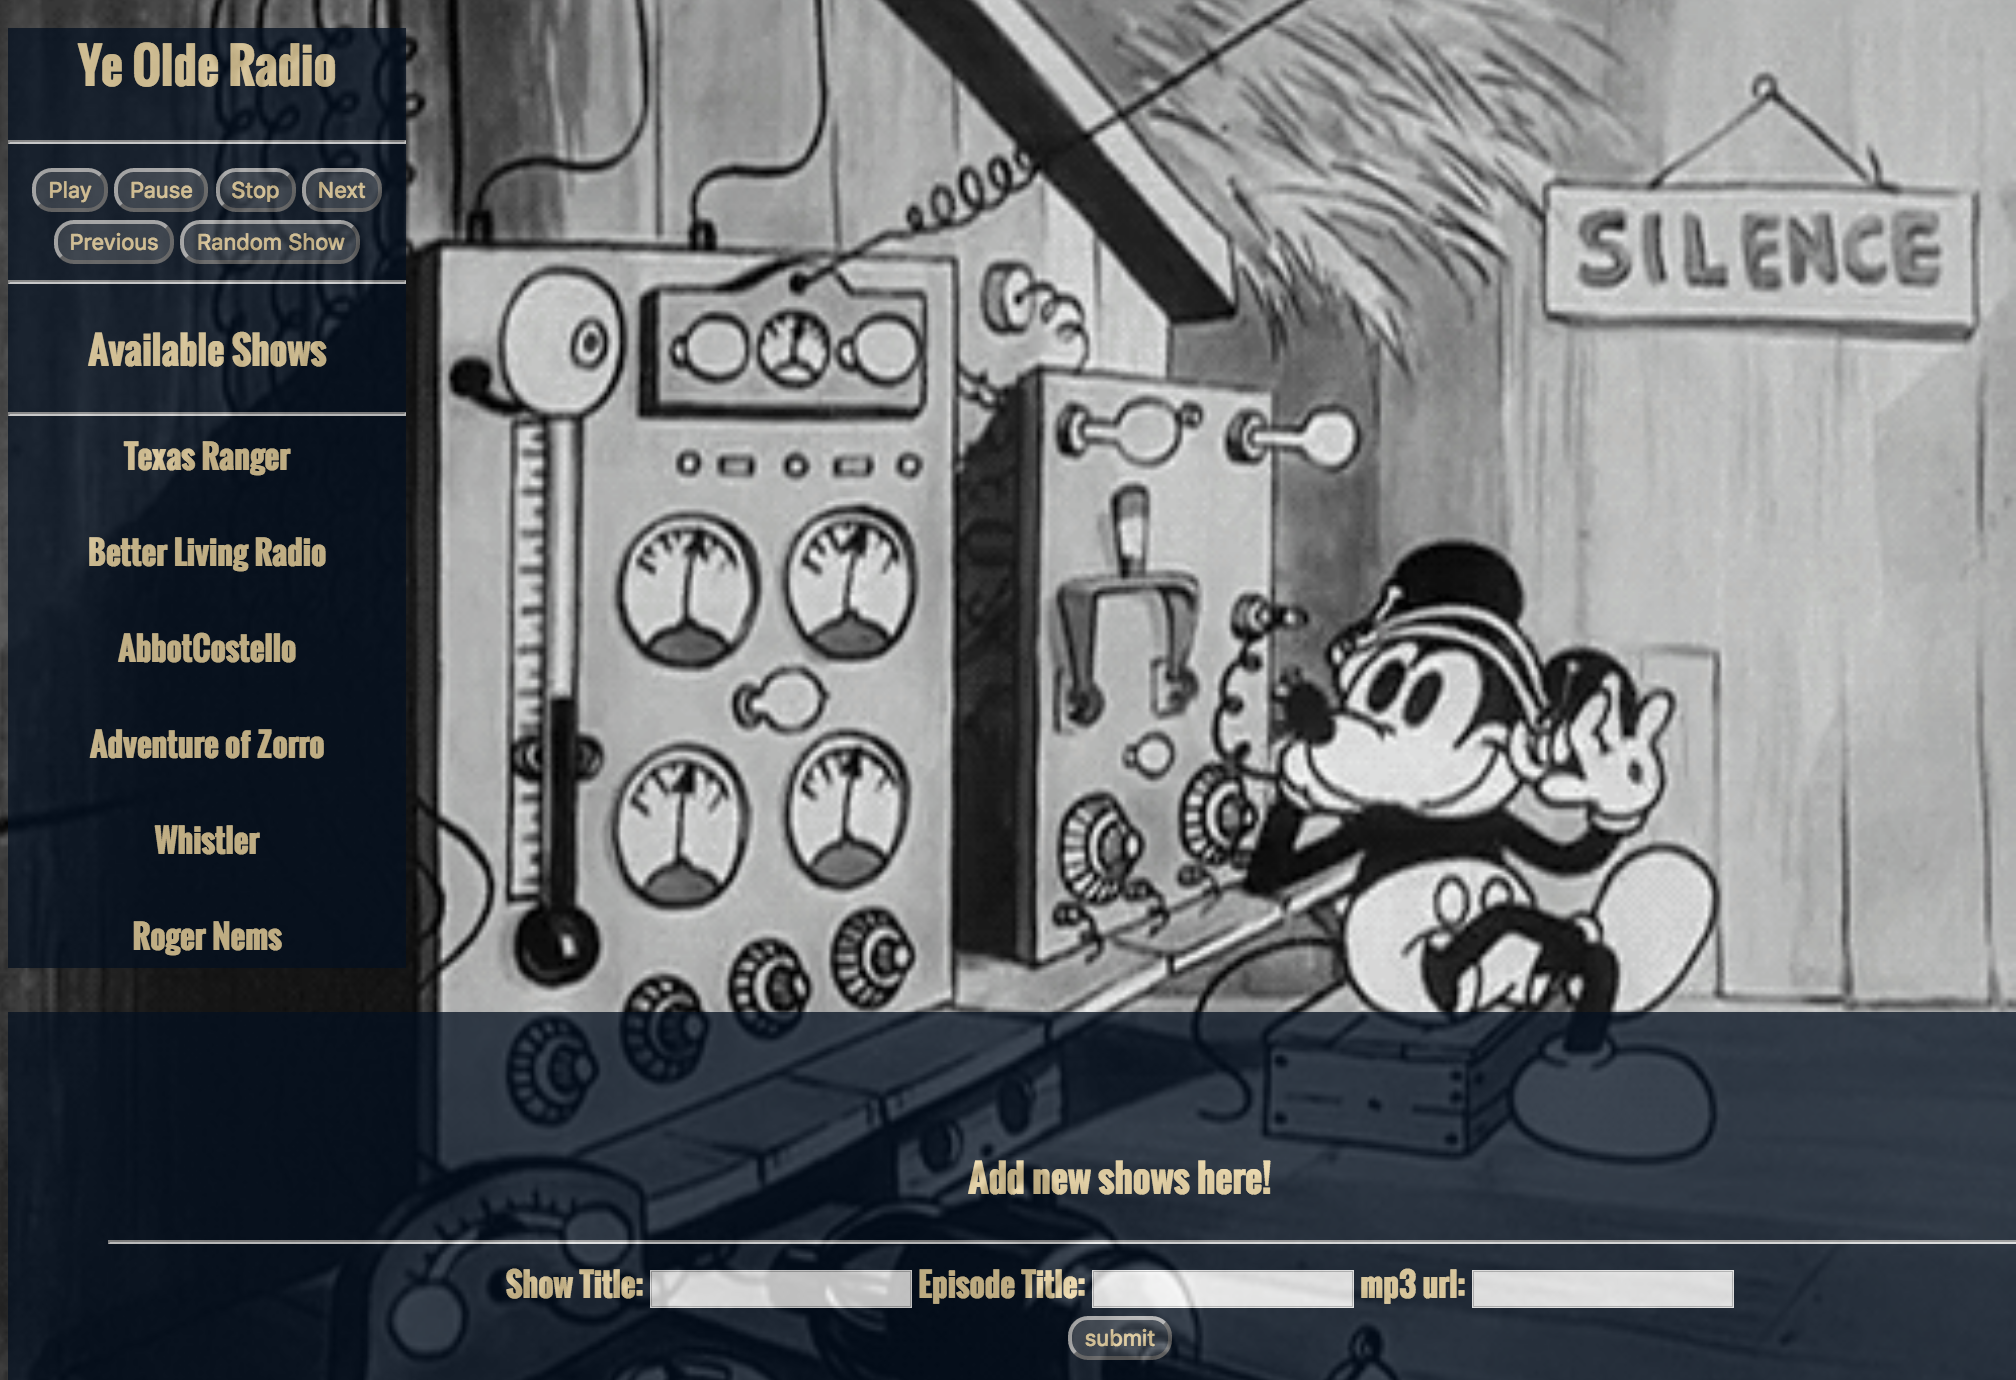 Ye Olde Radio
Play Pause Stop Next
Previous Random Show
Available Shows
Texas Ranger
Better Living Radio
AbbotCostello
Adventure of Zorro
Whistler
Roger Nems
SILENCE
Add new shows here!
Show Title: Episode Title: mp3 url:
submit